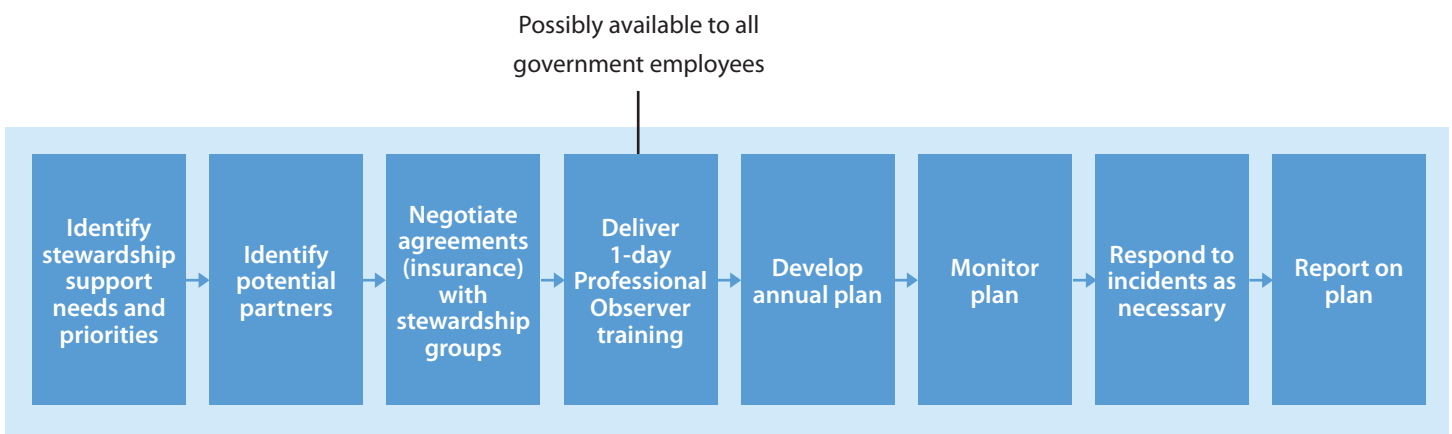 Possibly available to all
government employees
Identify
stewardship
support
needs and
priorities
Identify
potential
partners
Negotiate
agreements
(insurance)
with
stewardship
groups
Deliver
1-day
Professional
Observer
training
Develop
annual plan
Monitor
plan
Respond to
incidents as
necessary
Report on
plan